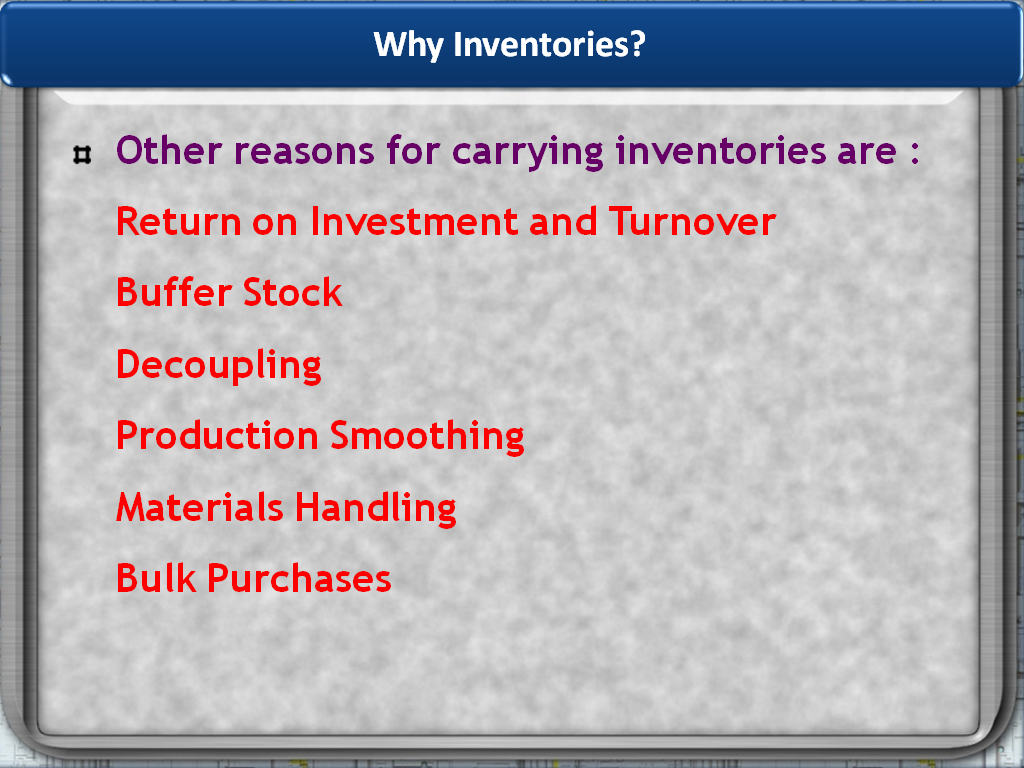 Why Inventories?
¤ Other reasons for carrying inventories are :
Return on Investment and Turnover
Buffer Stock
Decoupling
Production Smoothing
Materials Handling
Bulk Purchases